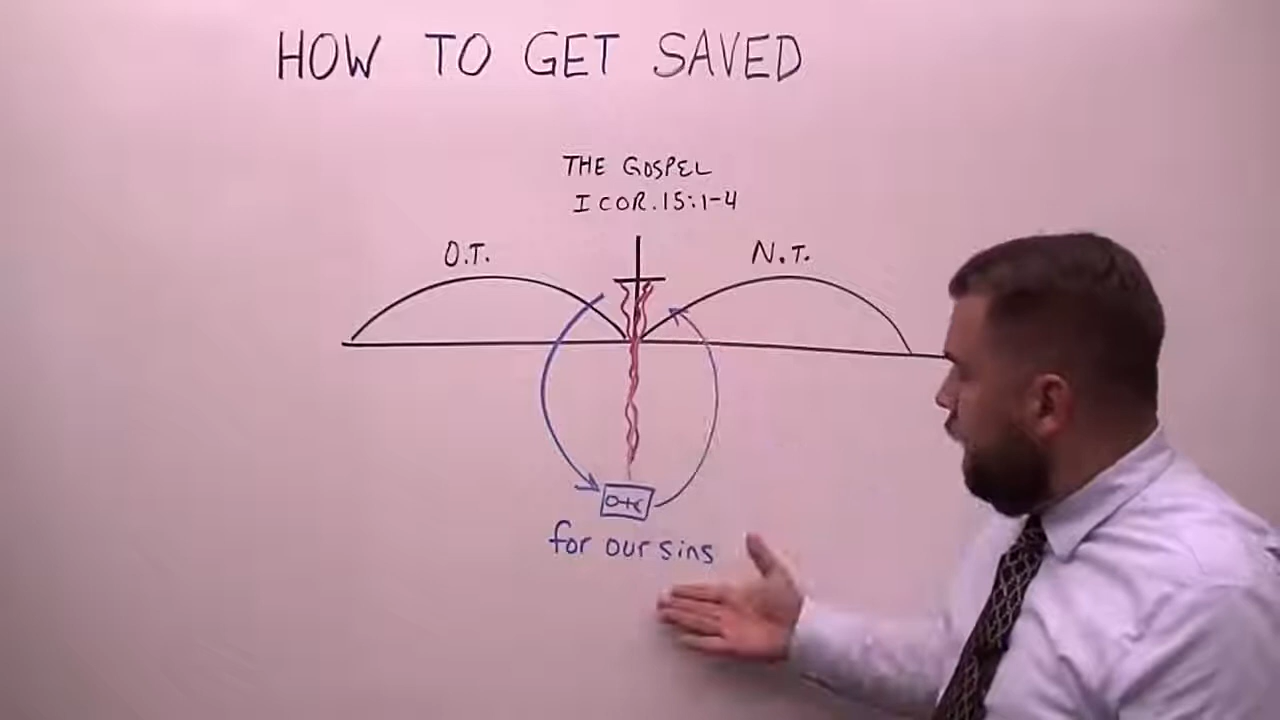 HOW TO GET SAVED
THE GOSPEL
I COR. 15:1-4
O.T.
N.T.
for our sins